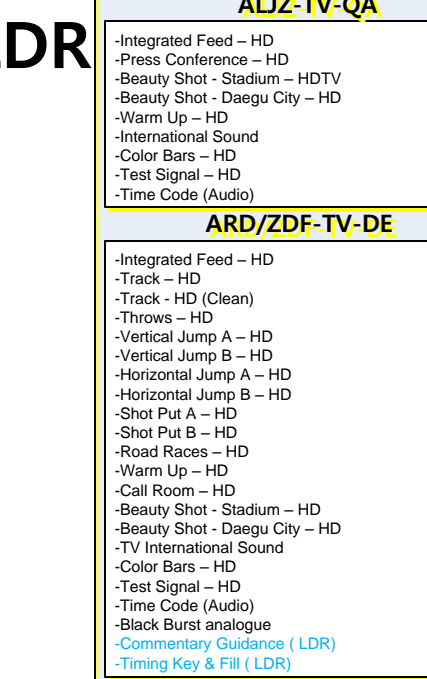 ALJZ-TV-QA
LDR
-Integrated Feed – HD
-Press Conference – HD
-Beauty Shot - Stadium – HDTV
-Beauty Shot - Daegu City – HD
-Warm Up – HD
-International Sound
-Color Bars – HD
-Test Signal – HD
-Time Code (Audio)
ARD/ZDF-TV-DE
-Integrated Feed – HD
-Track – HD
-Track - HD (Clean)
-Throws – HD
-Vertical Jump A – HD
-Vertical Jump B – HD
-Horizontal Jump A – HD
-Horizontal Jump B – HD
-Shot Put A – HD
-Shot Put B – HD
-Road Races – HD
-Warm Up – HD
-Call Room – HD
-Beauty Shot - Stadium – HD
-Beauty Shot - Daegu City – HD
-TV International Sound
-Color Bars – HD
-Test Signal – HD
-Time Code (Audio)
-Black Burst analogue
-Commentary Guidance ( LDR)
-Timing Key & Fill ( LDR)